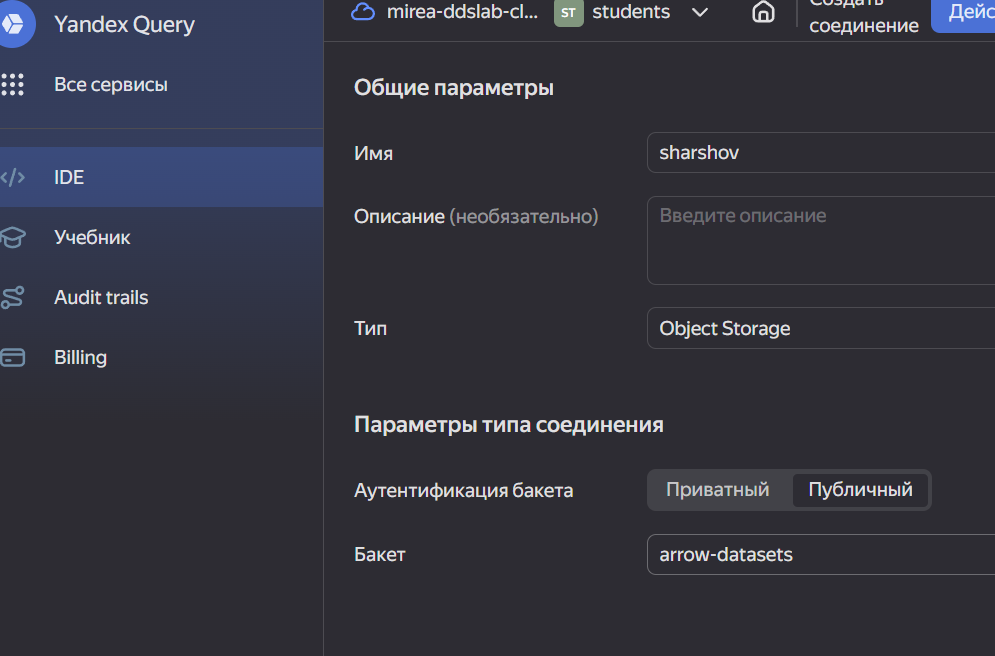 Yandex Query
Все сервисы
IDE
Учебник
Audit trails
Billing
mirea-ddslab-cl...
ST
students
Создать
соединение
Дейс
Общие параметры
Имя
sharshov
Описание (необязательно)
Введите описание
Тип
Object Storage
Параметры типа соединения
Аутентификация бакета
Приватный
Публичный
Бакет
arrow-datasets